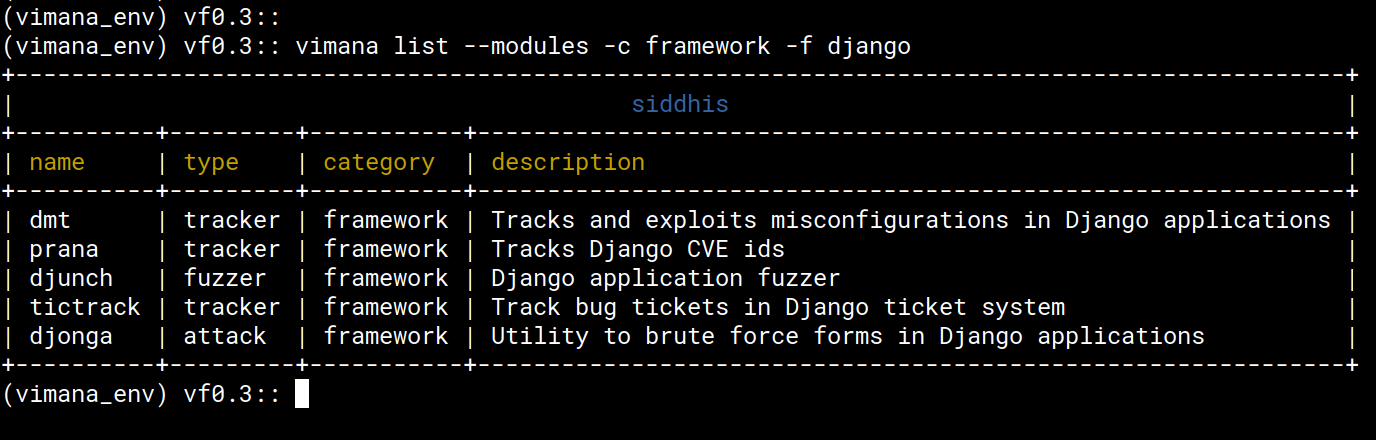 (vimana_env) vf0.3::
(vimana_env) vf0.3:: vimana list --modules -c framework -f django
+-----------------------------------------------------------------------------------------------+
| siddhis |
+----------+---------+-----------+--------------------------------------------------------------+
| name | type | category | description |
+----------+---------+-----------+--------------------------------------------------------------+
| dmt | tracker | framework | Tracks and exploits misconfigurations in Django applications |
| prana | tracker | framework | Tracks Django CVE ids |
| djunch | fuzzer | framework | Django application fuzzer |
| tictrack | tracker | framework | Track bug tickets in Django ticket system |
| djonga | attack | framework | Utility to brute force forms in Django applications |
+----------+---------+-----------+--------------------------------------------------------------+
(vimana_env) vf0.3::